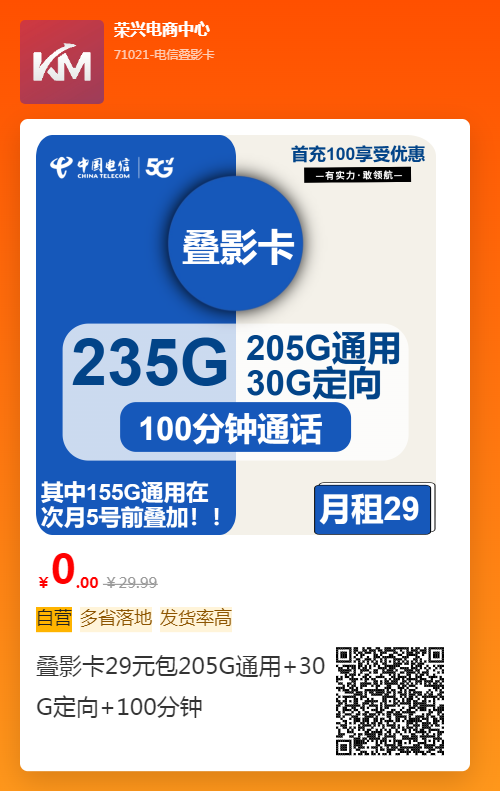 荣兴电商中心
71021-电信叠影卡
KM
中国电信
CHINA TELECOM
5G
首充100享受优惠
—有实力·敢领航—
叠影卡
235G
205G通用
30G定向
100分钟通话
其中155G通用在
次月5号前叠加！！
月租29
¥0.00 ¥29.99
自营 多省落地 发货率高
叠影卡29元包205G通用+30
G定向+100分钟